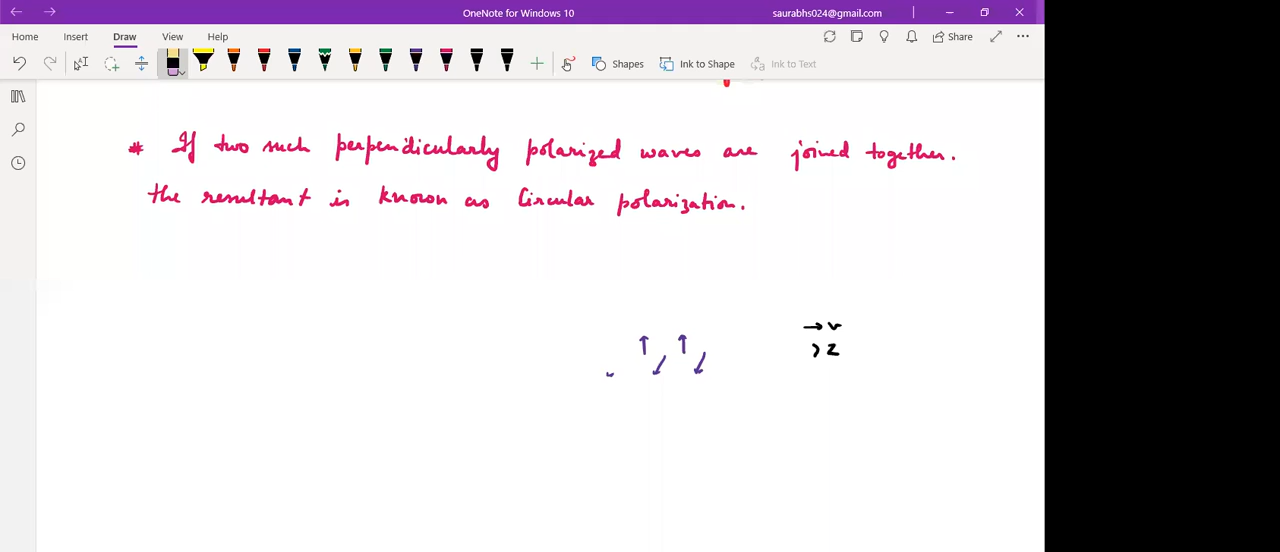 OneNote for Windows 10
saurabhs024@gmail.com
Home Insert Draw View Help
Share
Shapes Ink to Shape Ink to Text
* If two such perpendicularly polarized waves are joined together.
the resultant is known as Circular polarization.
→ v
z